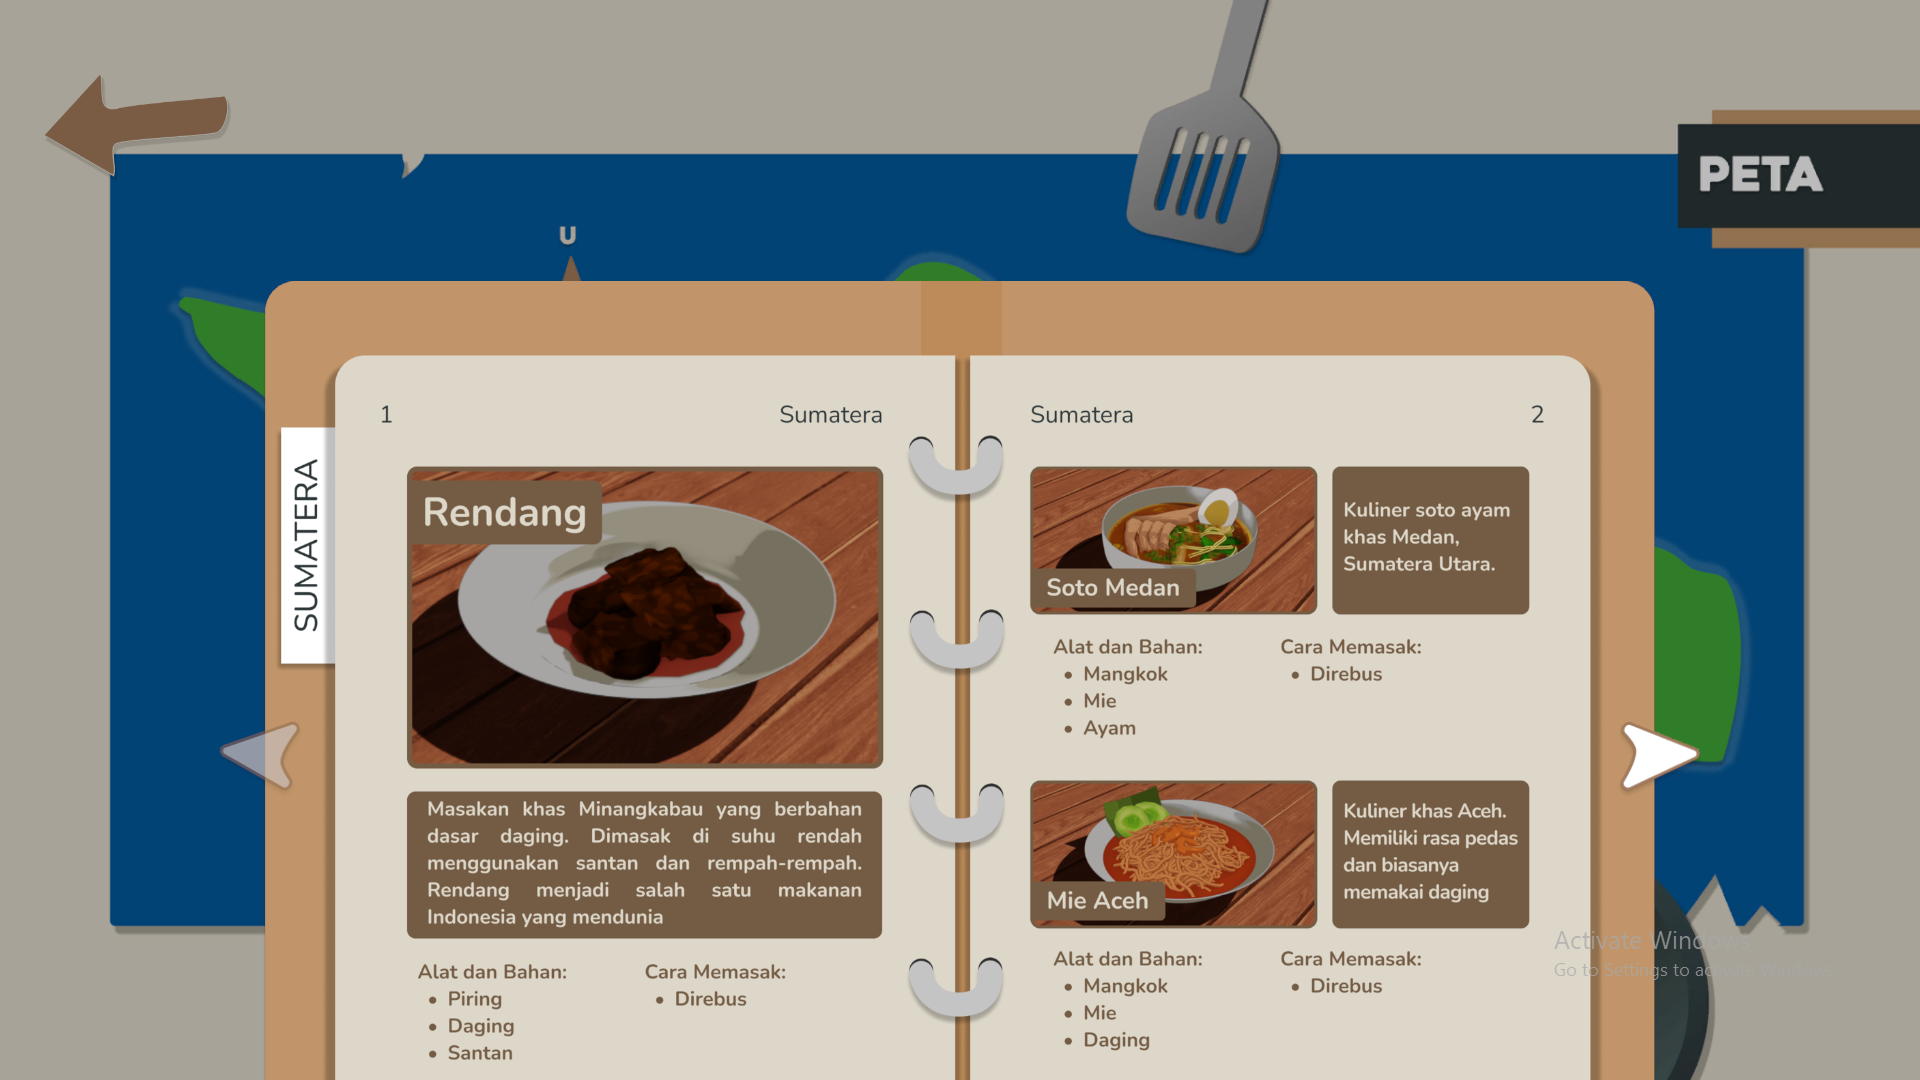 PETA
U
SUMATERA
1
Sumatera
Rendang
Masakan khas Minangkabau yang berbahan
dasar daging. Dimasak di suhu rendah
menggunakan santan dan rempah-rempah.
Rendang menjadi salah satu makanan
Indonesia yang mendunia
Alat dan Bahan:
• Piring
• Daging
• Santan
Cara Memasak:
• Direbus
Sumatera
2
Soto Medan
Kuliner soto ayam
khas Medan,
Sumatera Utara.
Alat dan Bahan:
• Mangkok
• Mie
• Ayam
Cara Memasak:
• Direbus
Mie Aceh
Kuliner khas Aceh.
Memiliki rasa pedas
dan biasanya
memakai daging
Alat dan Bahan:
• Mangkok
• Mie
• Daging
Cara Memasak:
• Direbus
Activate Windows
Go to Settings to activate Windows.